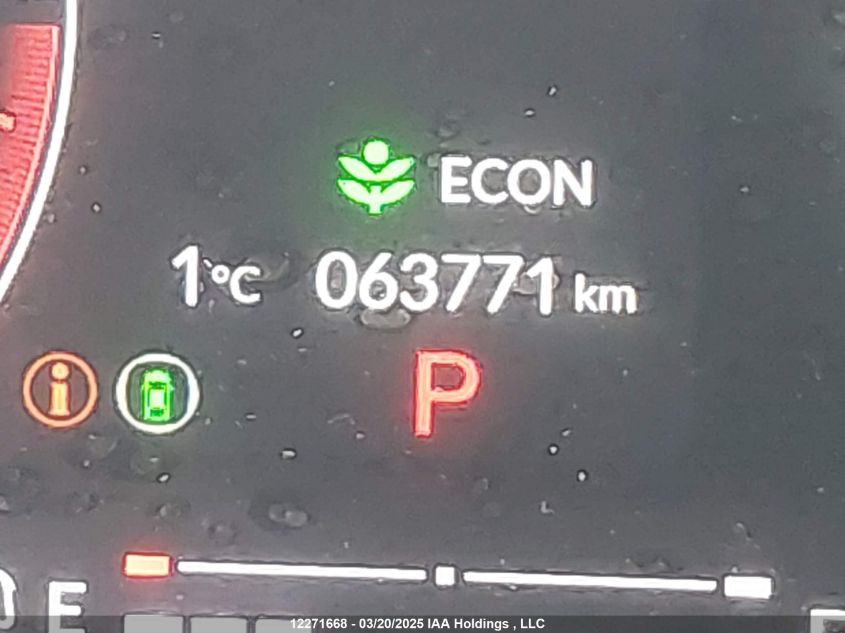 ECON
1°C 063771 km
i
P
E
12271668 - 03/20/2025 IAA Holdings , LLC